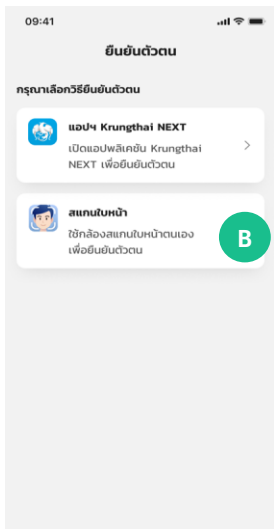 09:41
ยืนยันตัวตน
กรุณาเลือกวิธียืนยันตัวตน
แอปฯ Krungthai NEXT
เปิดแอปพลิเคชัน Krungthai
NEXT เพื่อยืนยันตัวตน
สแกนใบหน้า
ใช้กล้องสแกนใบหน้าตนเอง
เพื่อยืนยันตัวตน
B